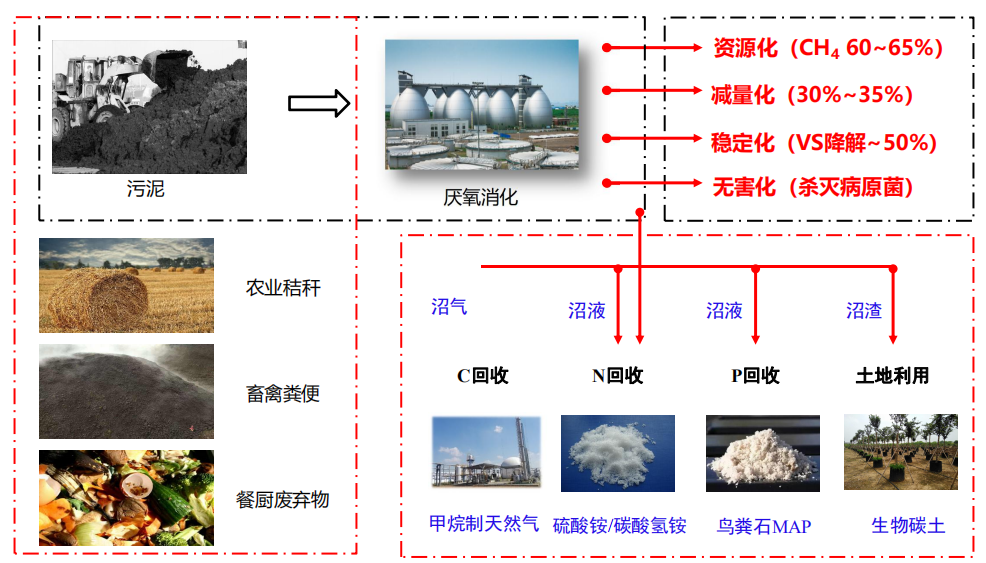 资源化（CH₄ 60~65%）
减量化（30%~35%）
稳定化（VS降解~50%）
无害化（杀灭病原菌）
污泥
厌氧消化
农业秸秆
畜禽粪便
餐厨废弃物
沼气
沼液
沼液
沼渣
C回收
N回收
P回收
土地利用
甲烷制天然气
硫酸铵/碳酸氢铵
鸟粪石MAP
生物碳土